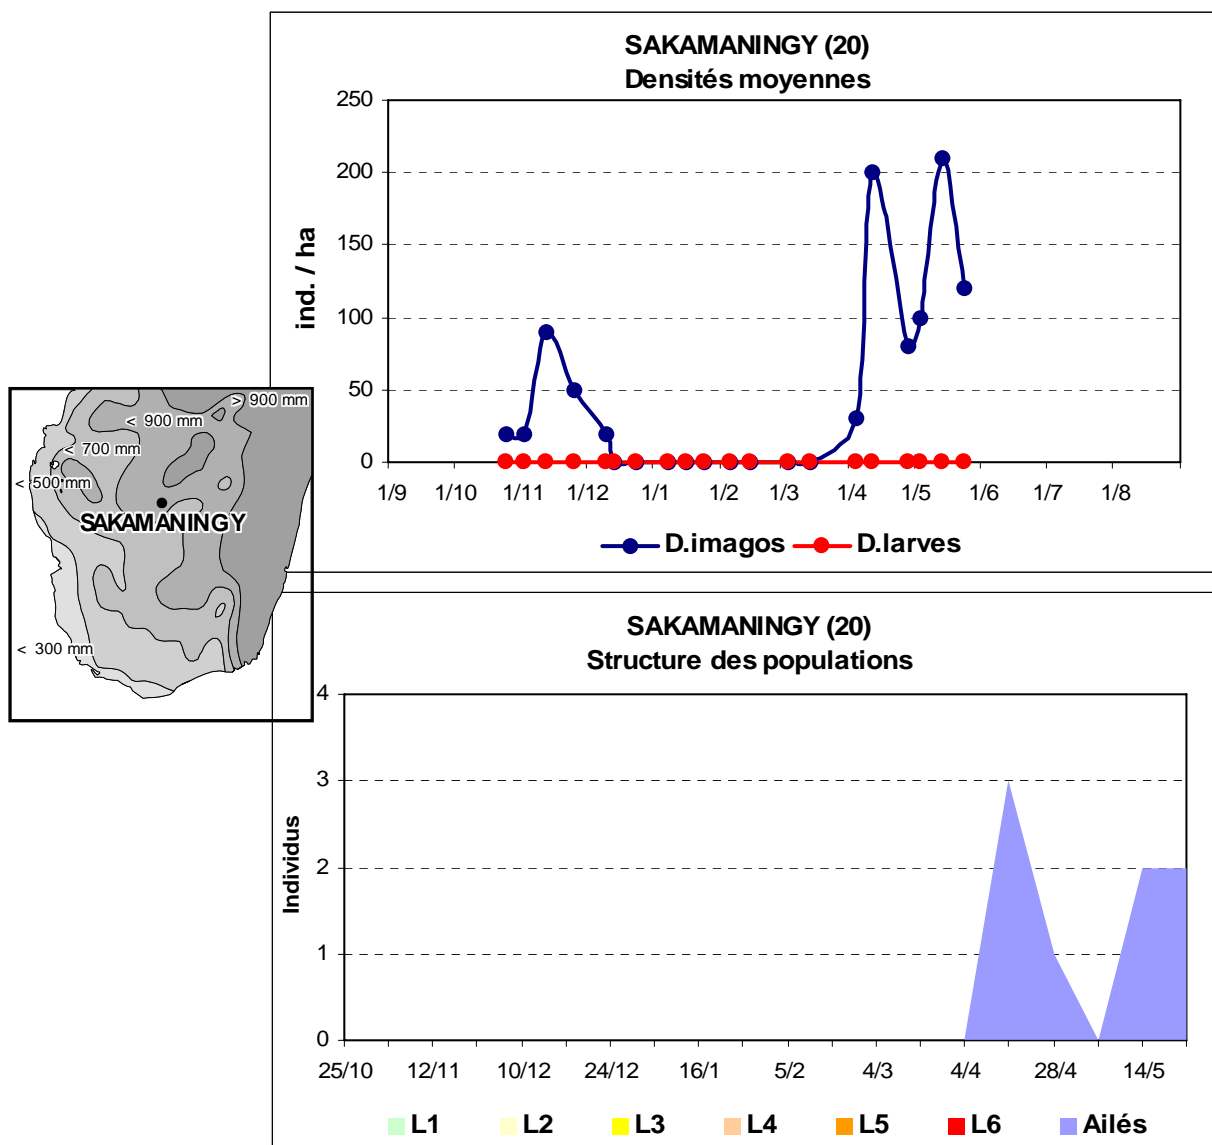 SAKAMANINGY (20)
Densités moyennes
250
200
150
100
50
0
ind. / ha
1/9 1/10 1/11 1/12 1/1 1/2 1/3 1/4 1/5 1/6 1/7 1/8
D.imagos D.larves
> 900 mm
< 900 mm
< 700 mm
< 500 mm
SAKAMANINGY
< 300 mm
SAKAMANINGY (20)
Structure des populations
4
3
2
1
0
Individus
25/10 12/11 10/12 24/12 16/1 5/2 4/3 4/4 28/4 14/5
L1 L2 L3 L4 L5 L6 Ailés